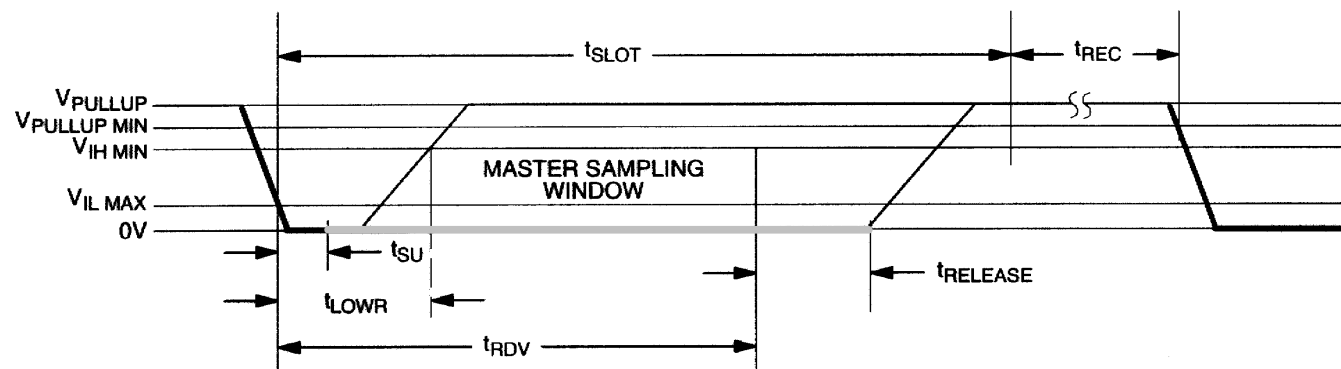 tSLOT
tREC
VPULLUP
VPULLUP MIN
VIH MIN
MASTER SAMPLING
WINDOW
VIL MAX
0V
tSU
tRELEASE
tLOWR
tRDV